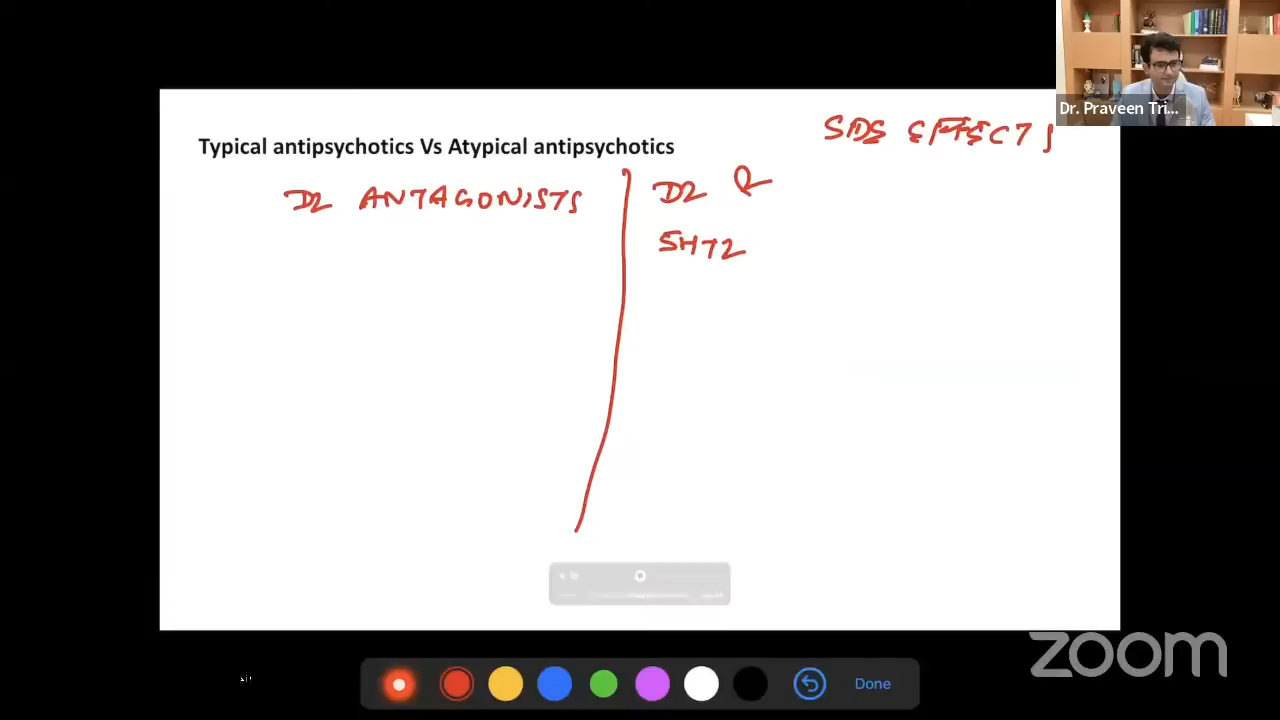 Dr. Praveen Tri...
SIDE EFFECTS
Typical antipsychotics Vs Atypical antipsychotics
D2 ANTAGONISTS
D2 &
5HT2
zoom
Done